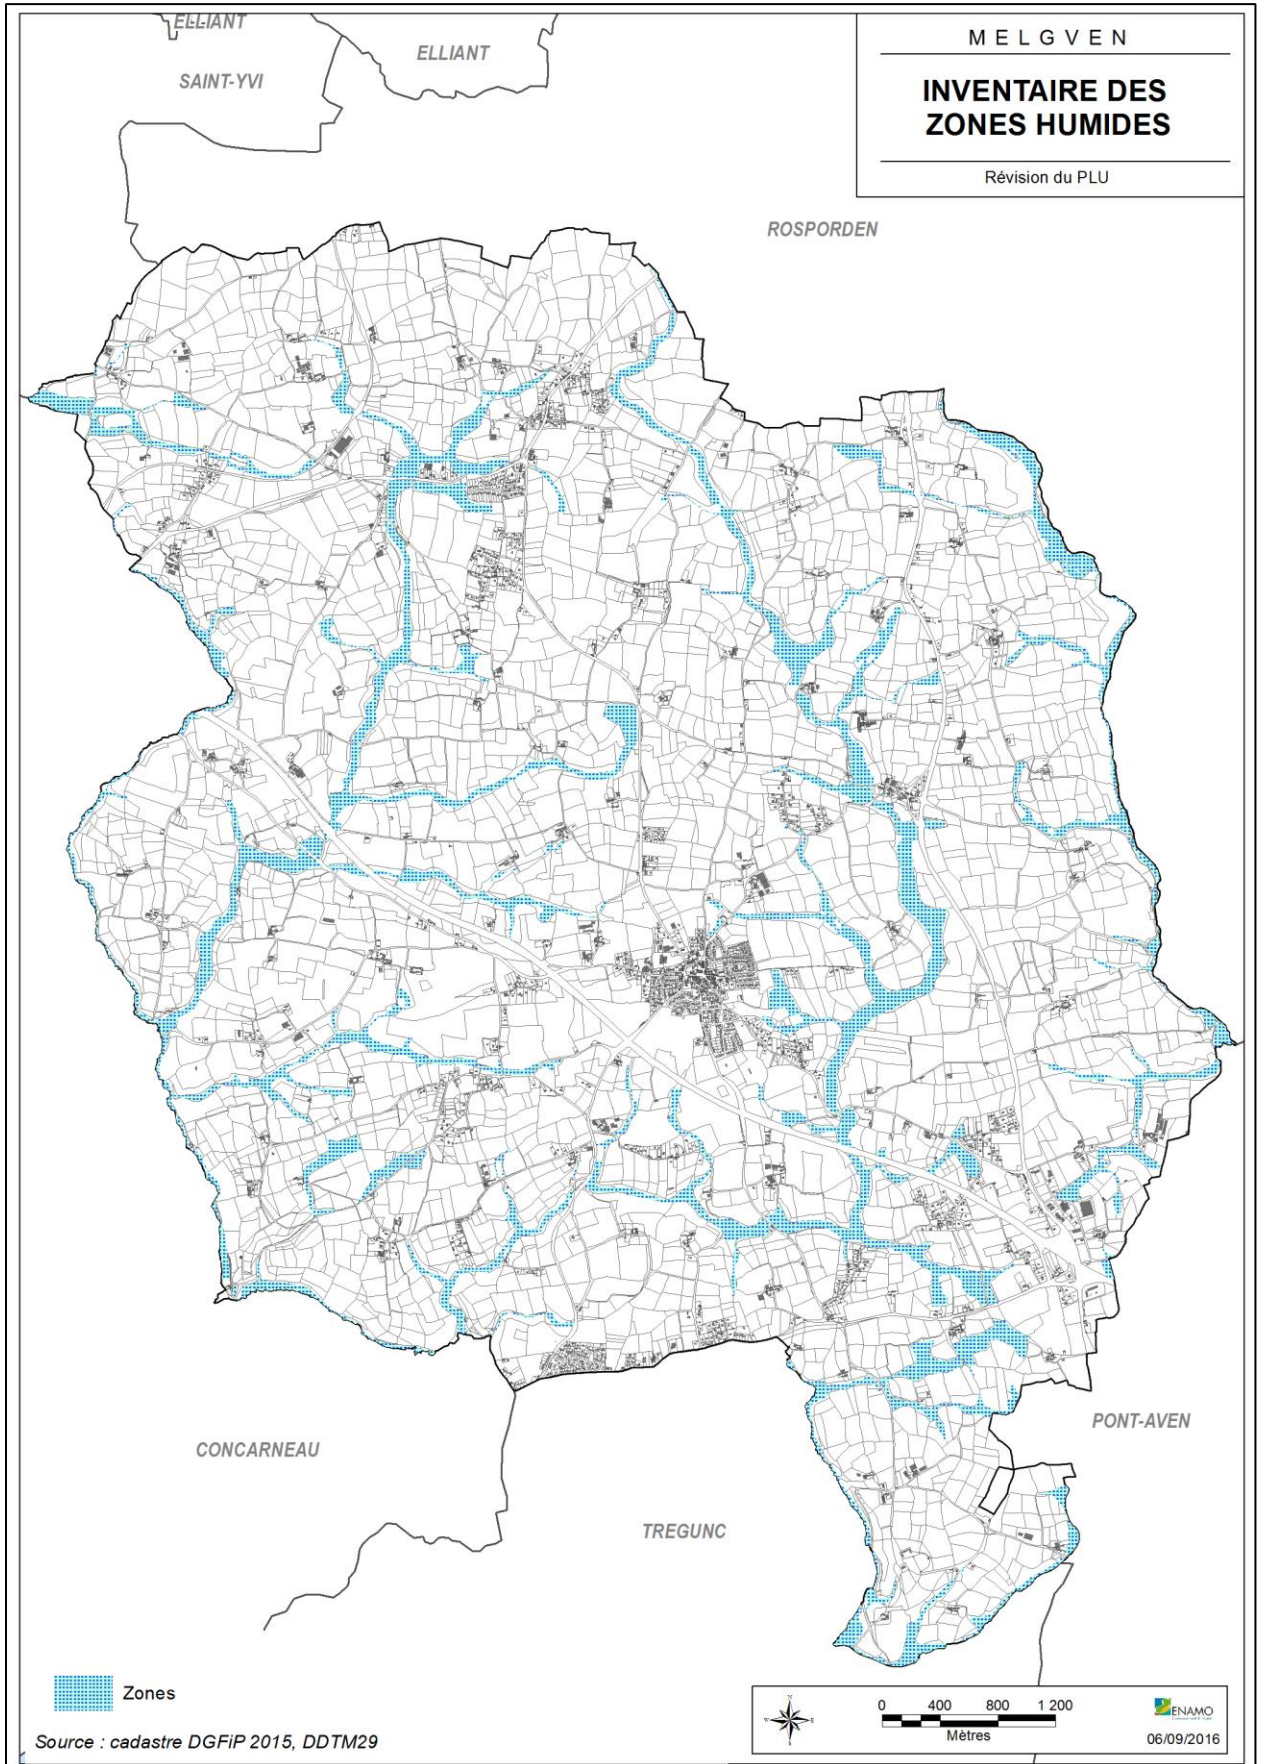 ELLIANT
ELLIANT
SAINT-YVI
MELGVEN
INVENTAIRE DES
ZONES HUMIDES
Révision du PLU
ROSPORDEN
PONT-AVEN
CONCARNEAU
TREGUNC
Zones
Source : cadastre DGFiP 2015, DDTM29
N
W E
S
0 400 800 1 200
Mètres
ENAMO
06/09/2016